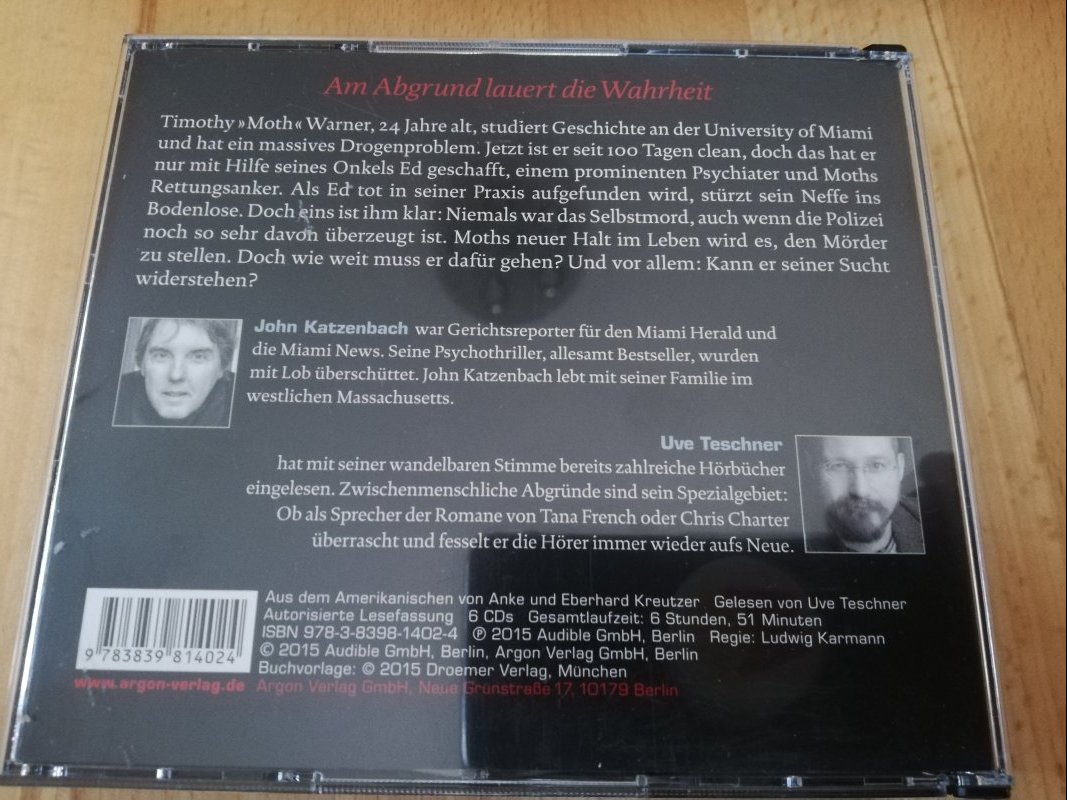 Am Abgrund lauert die Wahrheit
Timothy »Moth« Warner, 24 Jahre alt, studiert Geschichte an der University of Miami
und hat ein massives Drogenproblem. Jetzt ist er seit 100 Tagen clean, doch das hat er
nur mit Hilfe seines Onkels Ed geschafft, einem prominenten Psychiater und Moths
Rettungsanker. Als Ed tot in seiner Praxis aufgefunden wird, stürzt sein Neffe ins
Bodenlose. Doch eins ist ihm klar: Niemals war das Selbstmord, auch wenn die Polizei
noch so sehr davon überzeugt ist. Moths neuer Halt im Leben wird es, den Mörder
zu stellen. Doch wie weit muss er dafür gehen? Und vor allem: Kann er seiner Sucht
widerstehen?
John Katzenbach war Gerichtsreporter für den Miami Herald und
die Miami News. Seine Psychothriller, allesamt Bestseller, wurden
mit Lob überschüttet. John Katzenbach lebt mit seiner Familie im
westlichen Massachusetts.
Uve Teschner
hat mit seiner wandelbaren Stimme bereits zahlreiche Hörbücher
eingelesen. Zwischenmenschliche Abgründe sind sein Spezialgebiet:
Ob als Sprecher der Romane von Tana French oder Chris Charter
überrascht und fesselt er die Hörer immer wieder aufs Neue.
Aus dem Amerikanischen von Anke und Eberhard Kreutzer Gelesen von Uve Teschner
Autorisierte Lesefassung 6 CDs Gesamtlaufzeit: 6 Stunden, 51 Minuten
ISBN 978-3-8398-1402-4 ℗ 2015 Audible GmbH, Berlin Regie: Ludwig Karmann
© 2015 Audible GmbH, Berlin, Argon Verlag GmbH, Berlin
Buchvorlage: © 2015 Droemer Verlag, München
9 783839 814024
www.argon-verlag.de Argon Verlag GmbH, Neue Grünstraße 17, 10179 Berlin